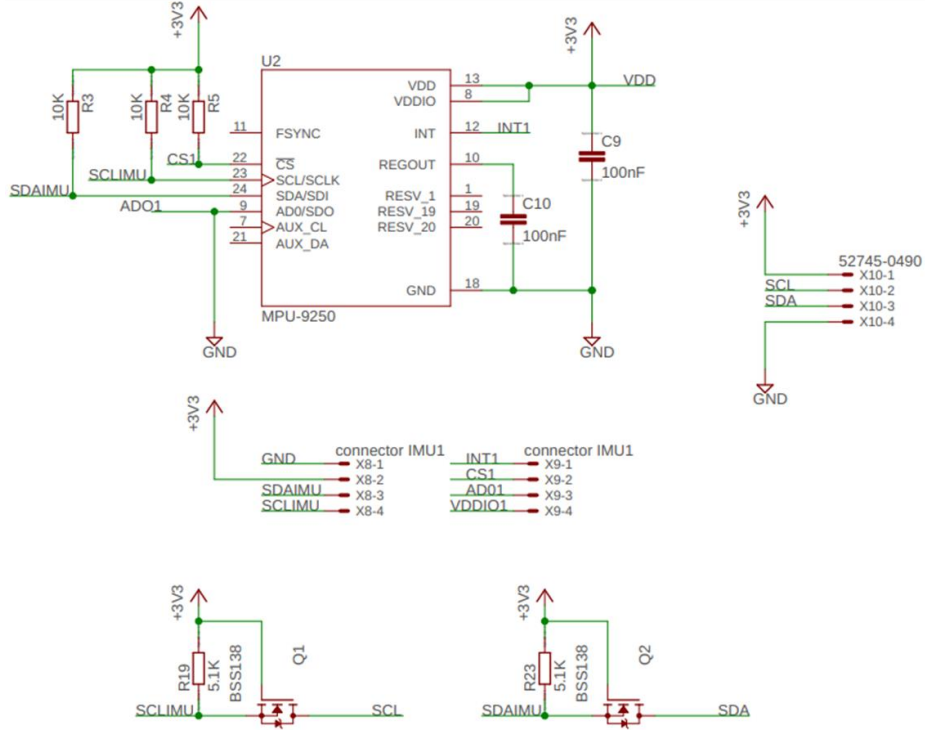 +3V3
+3V3
U2
10K
R3
10K
R4
10K
R5
VDD
13
VDD
VDDIO
8
11
FSYNC
INT
12
INT1
C9
100nF
CS1
22
CS
REGOUT
10
SCLIMU
23
SCL/SCLK
SDAIMU
24
SDA/SDI
RESV_1
1
ADO1
9
AD0/SDO
RESV_19
19
C10
100nF
7
AUX_CL
RESV_20
20
21
AUX_DA
GND
18
MPU-9250
GND
GND
+3V3
52745-0490
X10-1
SCL
X10-2
SDA
X10-3
X10-4
GND
+3V3
connector IMU1
GND
X8-1
X8-2
SDAIMU
X8-3
SCLIMU
X8-4
connector IMU1
INT1
X9-1
CS1
X9-2
AD01
X9-3
VDDIO1
X9-4
+3V3
R19
5.1K
BSS138
Q1
SCLIMU
SCL
+3V3
R23
5.1K
BSS138
Q2
SDAIMU
SDA